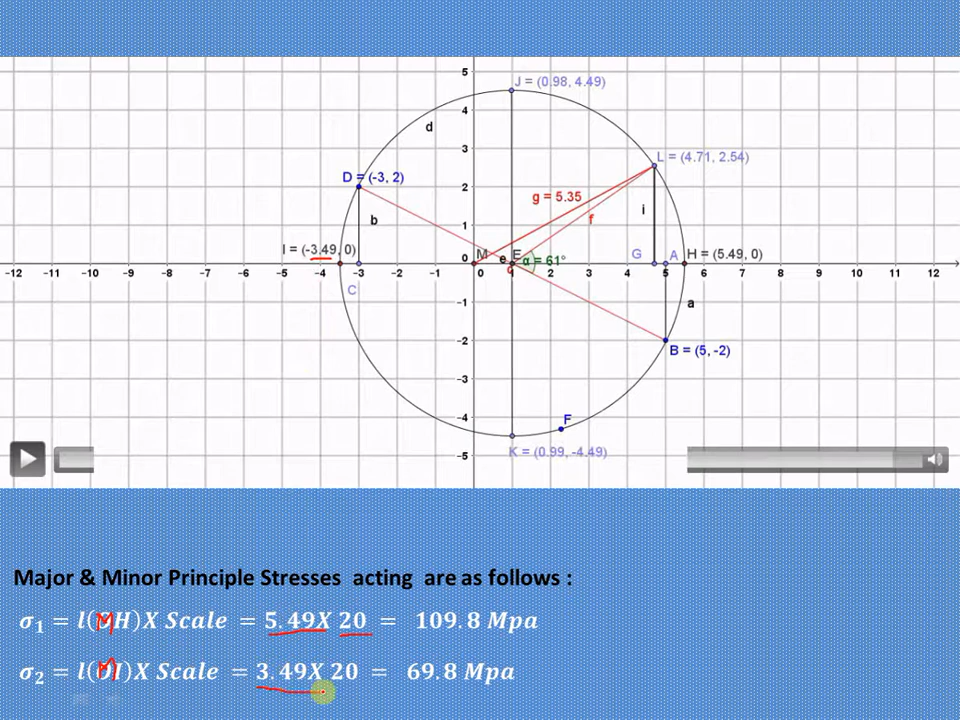 5
J = (0.98, 4.49)
4
d
3
L = (4.71, 2.54)
D = (-3, 2)
2
g = 5.35
i
b
f
1
I = (-3.49, 0)
0
M
e
E
α = 61°
G
A
H = (5.49, 0)
-12 -11 -10 -9 -8 -7 -6 -5 -4 -3 -2 -1 0 1 2 3 4 5 6 7 8 9 10 11 12
C
c
-1
a
-2
B = (5, -2)
-3
-4
F
K = (0.99, -4.49)
-5
Major & Minor Principle Stresses acting are as follows :
σ₁ = l(MH)X Scale = 5.49X 20 = 109.8 Mpa
σ₂ = l(MI)X Scale = 3.49X 20 = 69.8 Mpa